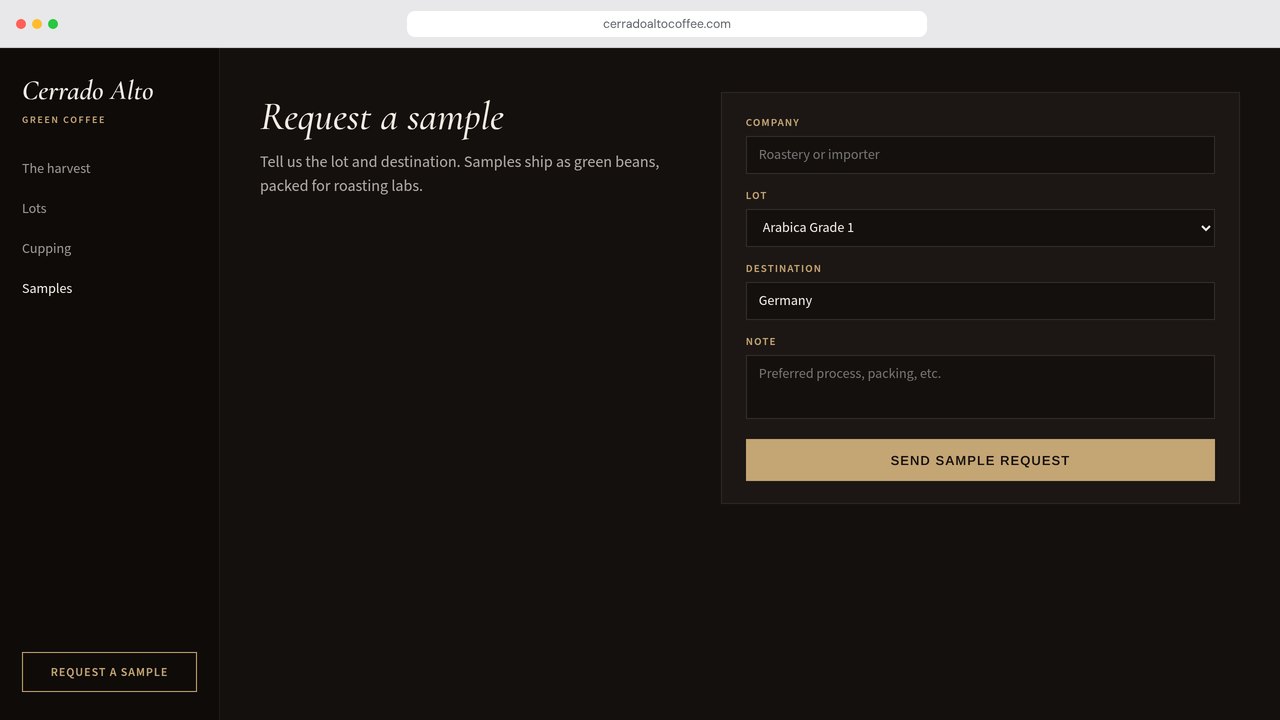 cerradoaltocoffee.com
Cerrado Alto
GREEN COFFEE
The harvest
Lots
Cupping
Samples
REQUEST A SAMPLE
Request a sample
Tell us the lot and destination. Samples ship as green beans,
packed for roasting labs.
COMPANY
Roastery or importer
LOT
Arabica Grade 1
DESTINATION
Germany
NOTE
Preferred process, packing, etc.
SEND SAMPLE REQUEST